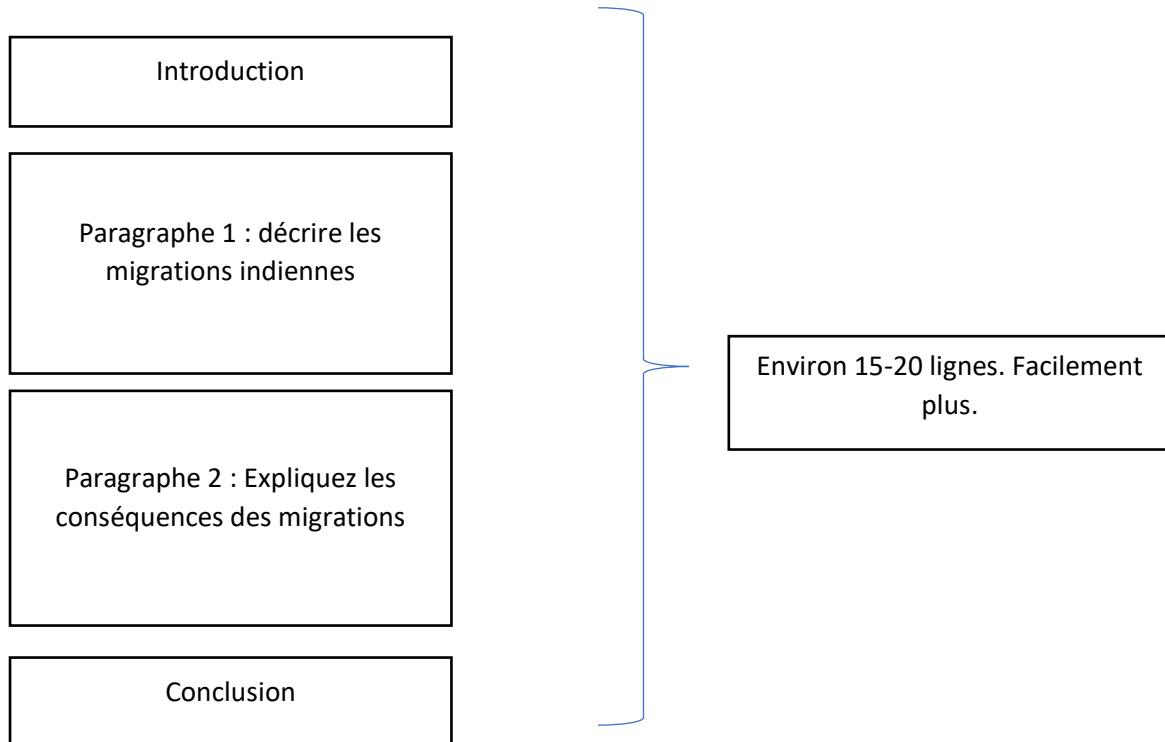 Introduction
Paragraphe 1 : décrire les
migrations indiennes
Environ 15-20 lignes. Facilement
plus.
Paragraphe 2 : Expliquez les
conséquences des migrations
Conclusion